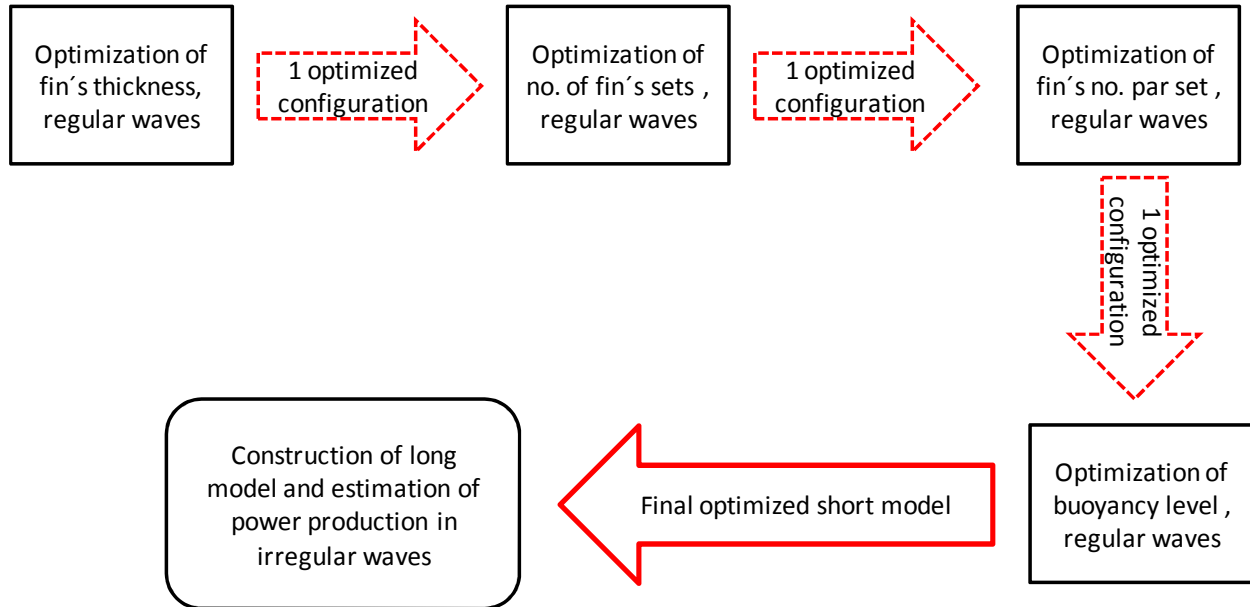 Optimization of
fin´s thickness,
regular waves
1 optimized
configuration
Optimization of
no. of fin´s sets ,
regular waves
1 optimized
configuration
Optimization of
fin´s no. par set ,
regular waves
1 optimized
configuration
Optimization of
buoyancy level ,
regular waves
Final optimized short model
Construction of long
model and estimation of
power production in
irregular waves